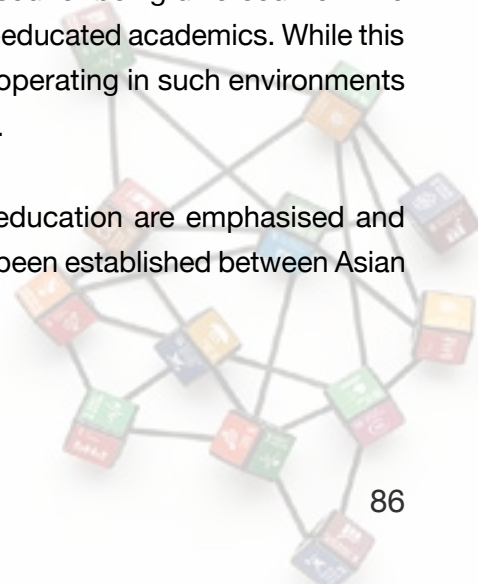 educated academics. While this
operating in such environments
.
education are emphasised and
been established between Asian
86